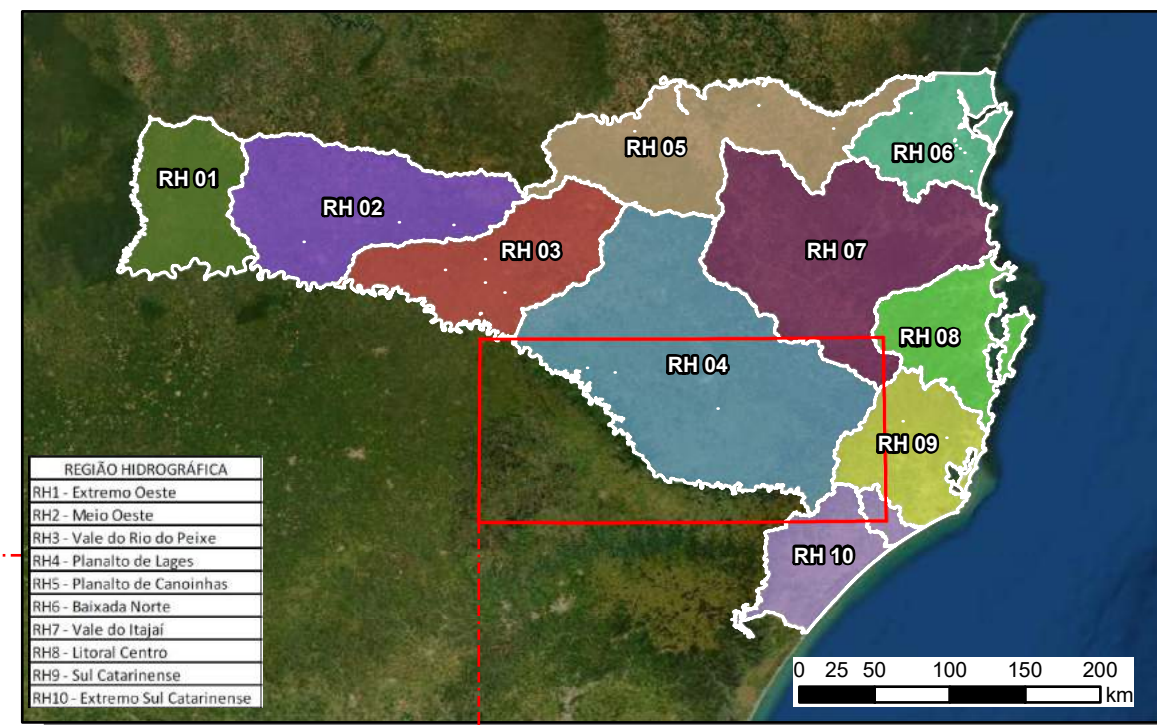 RH 01
RH 02
RH 03
RH 04
RH 05
RH 06
RH 07
RH 08
RH 09
RH 10
REGIÃO HIDROGRÁFICA
RH1 - Extremo Oeste
RH2 - Meio Oeste
RH3 - Vale do Rio do Peixe
RH4 - Planalto de Lages
RH5 - Planalto de Canoinhas
RH6 - Baixada Norte
RH7 - Vale do Itajaí
RH8 - Litoral Centro
RH9 - Sul Catarinense
RH10 - Extremo Sul Catarinense
0 25 50 100 150 200
km